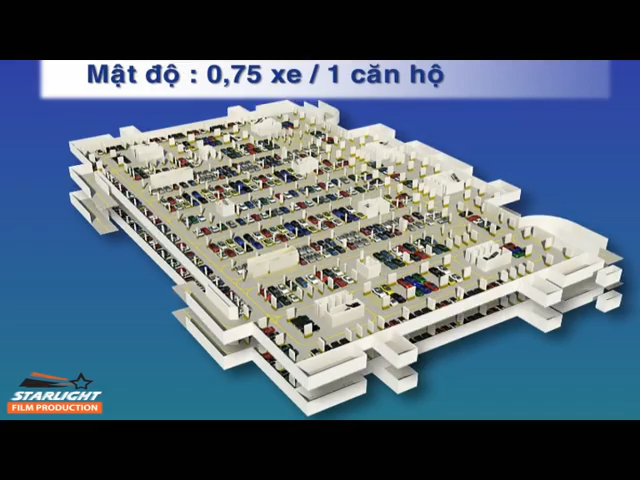 Mật độ : 0,75 xe / 1 căn hộ
STARLIGHT
FILM PRODUCTION